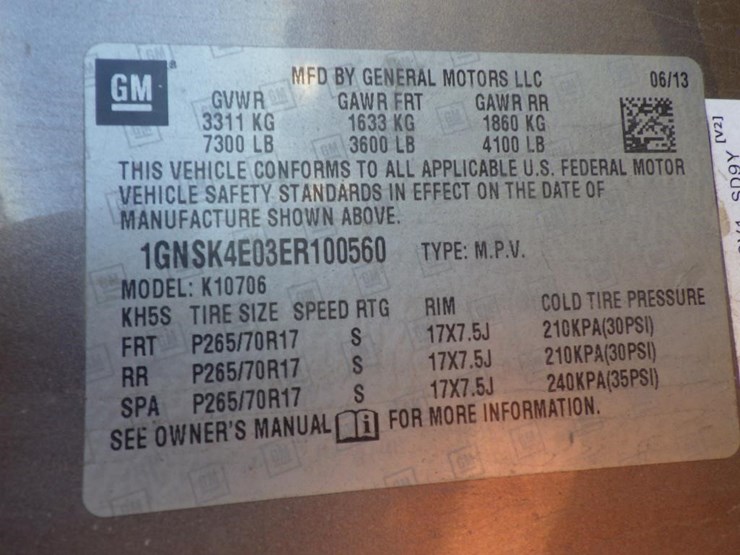 GM
MFD BY GENERAL MOTORS LLC 06/13
GVWR GAWR FRT GAWR RR
3311 KG 1633 KG 1860 KG
7300 LB 3600 LB 4100 LB
THIS VEHICLE CONFORMS TO ALL APPLICABLE U.S. FEDERAL MOTOR
VEHICLE SAFETY STANDARDS IN EFFECT ON THE DATE OF
MANUFACTURE SHOWN ABOVE.
1GNSK4E03ER100560 TYPE: M.P.V.
MODEL: K10706
KH5S TIRE SIZE SPEED RTG RIM COLD TIRE PRESSURE
FRT P265/70R17 S 17X7.5J 210KPA(30PSI)
RR P265/70R17 S 17X7.5J 210KPA(30PSI)
SPA P265/70R17 S 17X7.5J 240KPA(35PSI)
SEE OWNER'S MANUAL i FOR MORE INFORMATION.
SD9Y [V2]